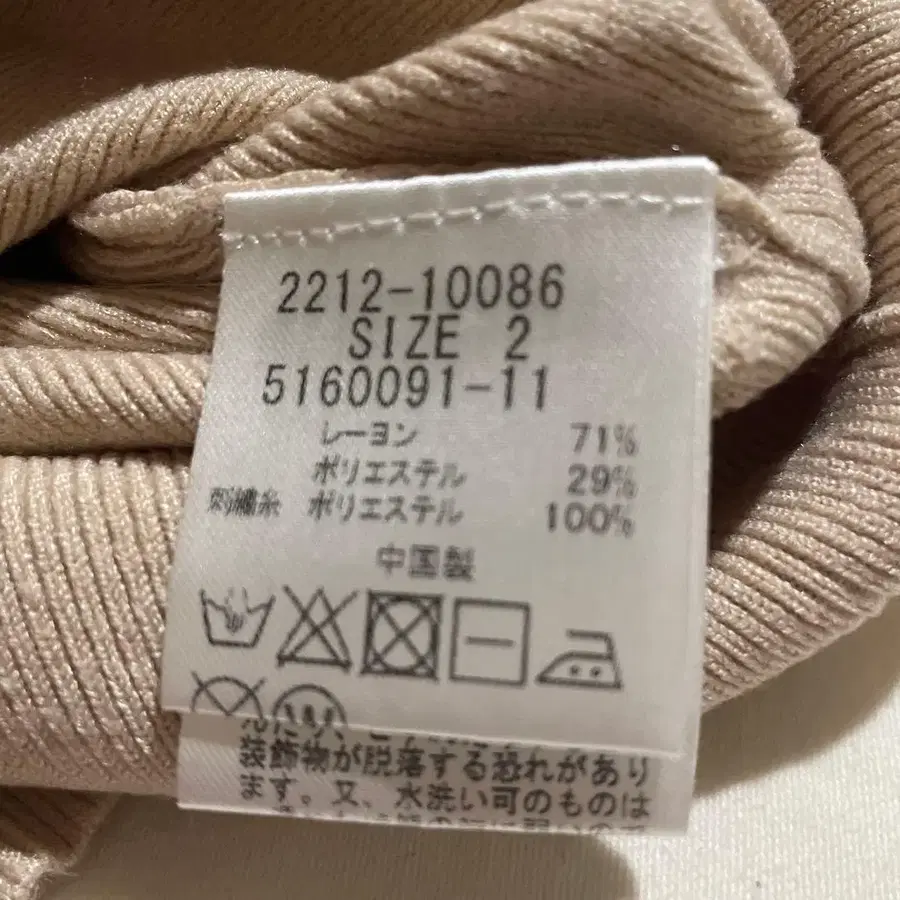 2212-10086
SIZE 2
5160091-11
レーヨン 71%
ポリエステル 29%
刺繍糸 ポリエステル 100%
中国製
W
装飾物が脱落する恐れがあり
ます。又、水洗い可のものは